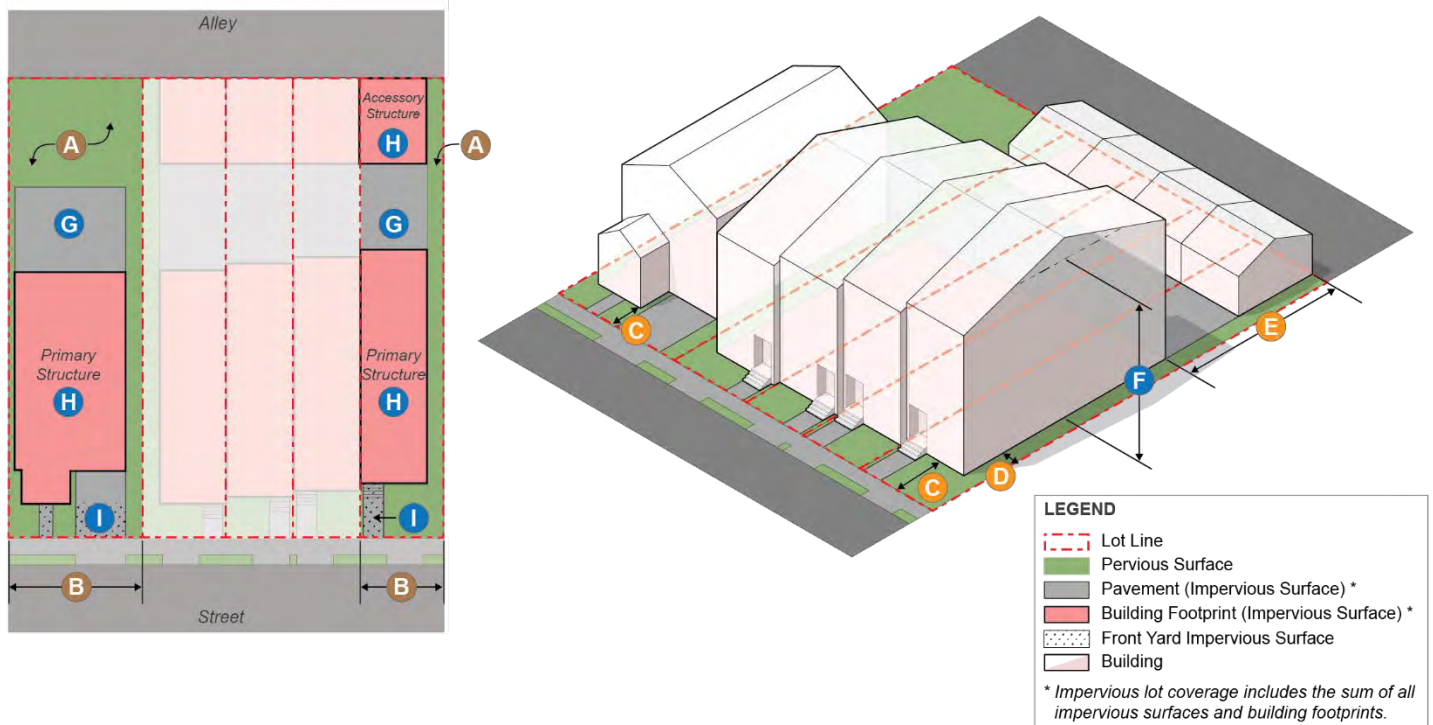 Alley
Accessory
Structure
H
A
A
G
G
Primary
Structure
H
Primary
Structure
H
I
I
B
B
Street
C
C
D
E
F
LEGEND
Lot Line
Pervious Surface
Pavement (Impervious Surface) *
Building Footprint (Impervious Surface) *
Front Yard Impervious Surface
Building
* Impervious lot coverage includes the sum of all
impervious surfaces and building footprints.